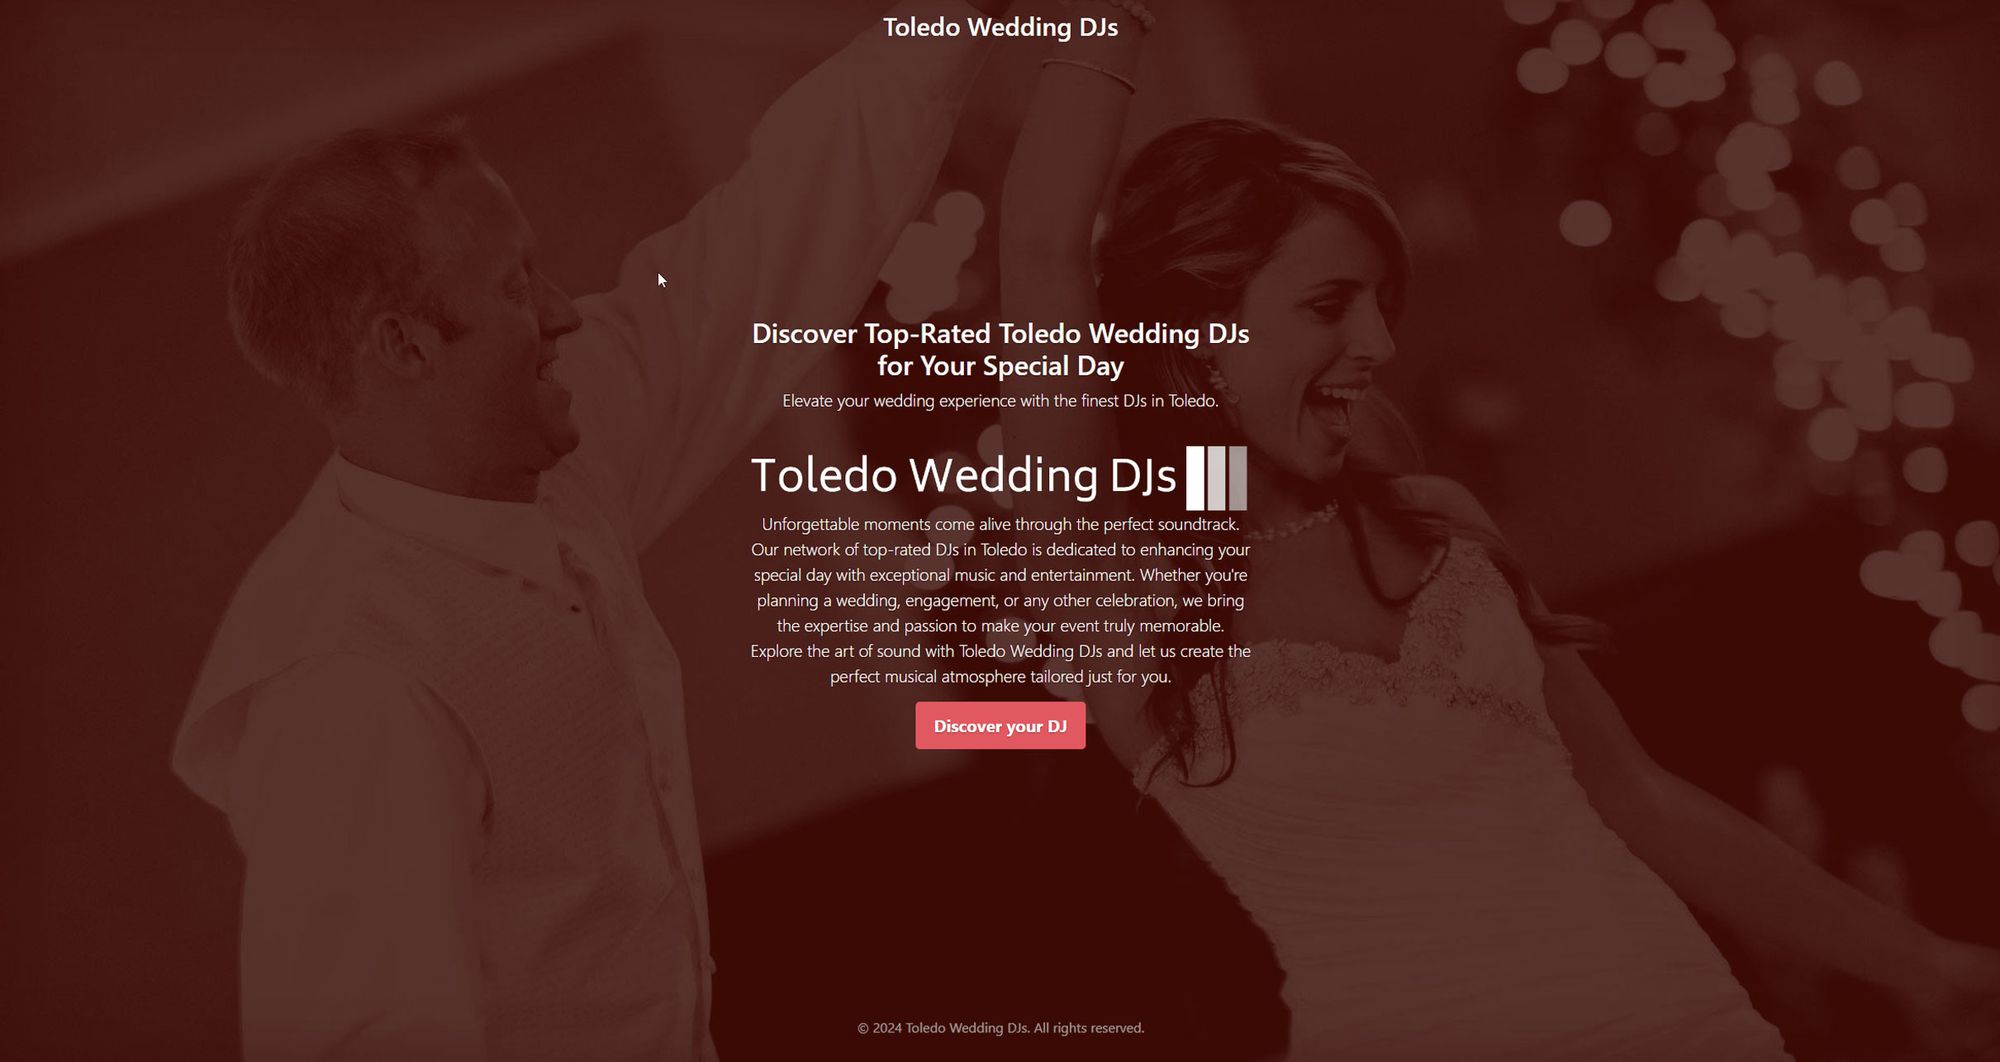 Toledo Wedding DJs
Discover Top-Rated Toledo Wedding DJs
for Your Special Day
Elevate your wedding experience with the finest DJs in Toledo.
Toledo Wedding DJs
Unforgettable moments come alive through the perfect soundtrack.
Our network of top-rated DJs in Toledo is dedicated to enhancing your
special day with exceptional music and entertainment. Whether you're
planning a wedding, engagement, or any other celebration, we bring
the expertise and passion to make your event truly memorable.
Explore the art of sound with Toledo Wedding DJs and let us create the
perfect musical atmosphere tailored just for you.
Discover your DJ
© 2024 Toledo Wedding DJs. All rights reserved.